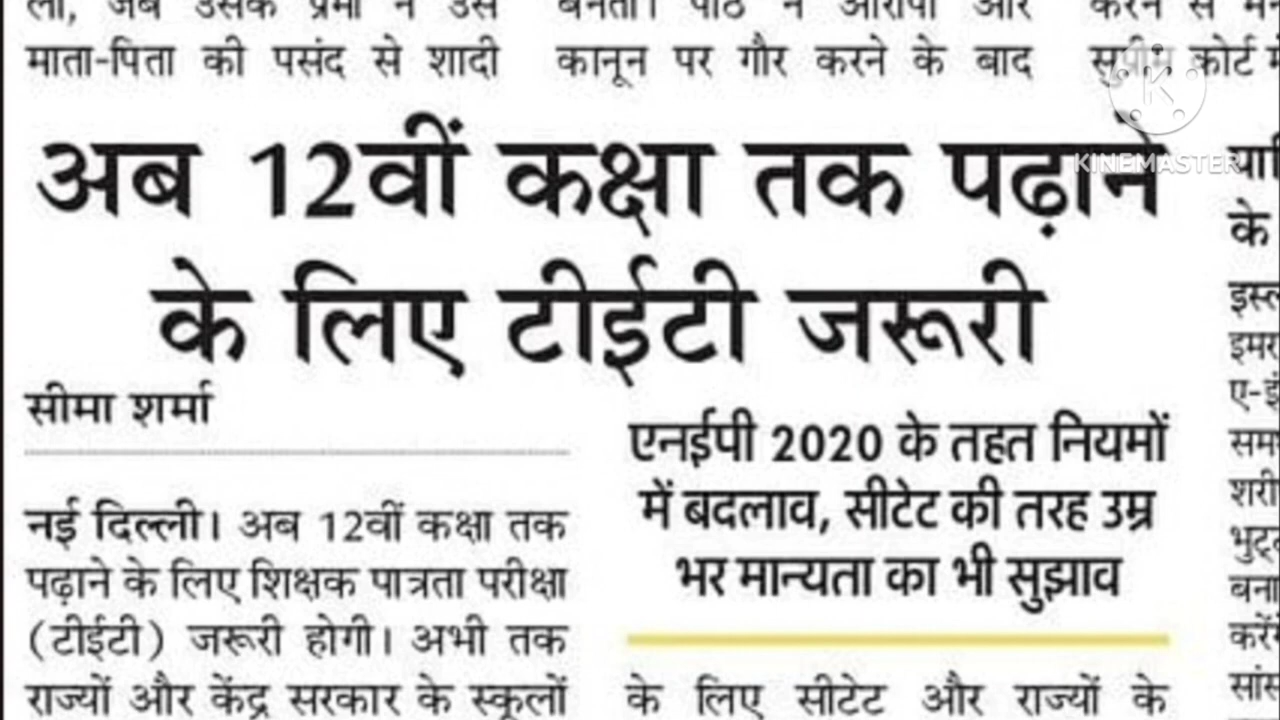 माता-पिता की पसंद से शादी
कानून पर गौर करने के बाद
सुप्रीम कोर्ट में
अब 12वीं कक्षा तक पढ़ाने
के लिए टीईटी जरूरी
सीमा शर्मा
नई दिल्ली। अब 12वीं कक्षा तक
पढ़ाने के लिए शिक्षक पात्रता परीक्षा
(टीईटी) जरूरी होगी। अभी तक
राज्यों और केंद्र सरकार के स्कूलों
एनईपी 2020 के तहत नियमों
में बदलाव, सीटेट की तरह उम्र
भर मान्यता का भी सुझाव
के लिए सीटेट और राज्यों के
के
KINEMASTER